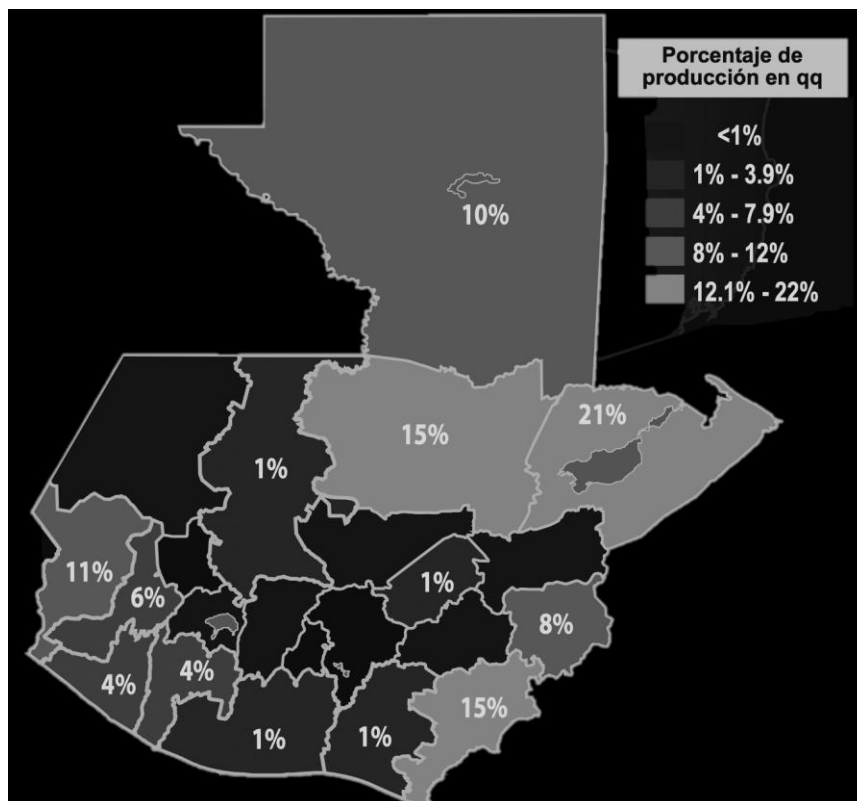 Porcentaje de
producción en qq
<1%
1% - 3.9%
4% - 7.9%
8% - 12%
12.1% - 22%
10%
15%
21%
1%
11%
6%
1%
8%
4%
4%
15%
1%
1%